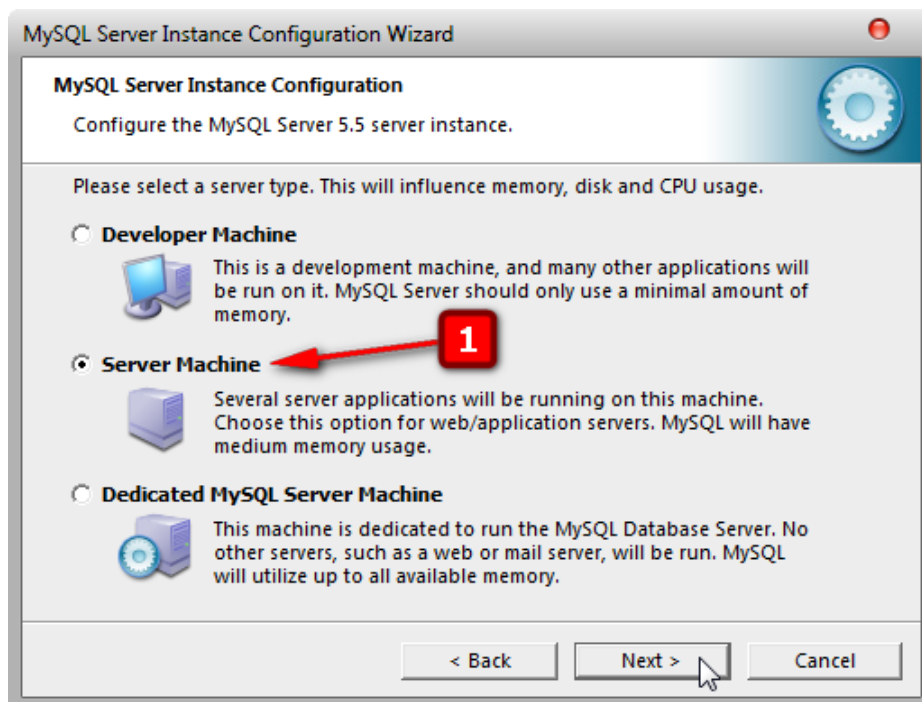 MySQL Server Instance Configuration Wizard
MySQL Server Instance Configuration
Configure the MySQL Server 5.5 server instance.
Please select a server type. This will influence memory, disk and CPU usage.
Developer Machine
This is a development machine, and many other applications will
be run on it. MySQL Server should only use a minimal amount of
memory.
1
Server Machine
Several server applications will be running on this machine.
Choose this option for web/application servers. MySQL will have
medium memory usage.
Dedicated MySQL Server Machine
This machine is dedicated to run the MySQL Database Server. No
other servers, such as a web or mail server, will be run. MySQL
will utilize up to all available memory.
< Back Next > Cancel